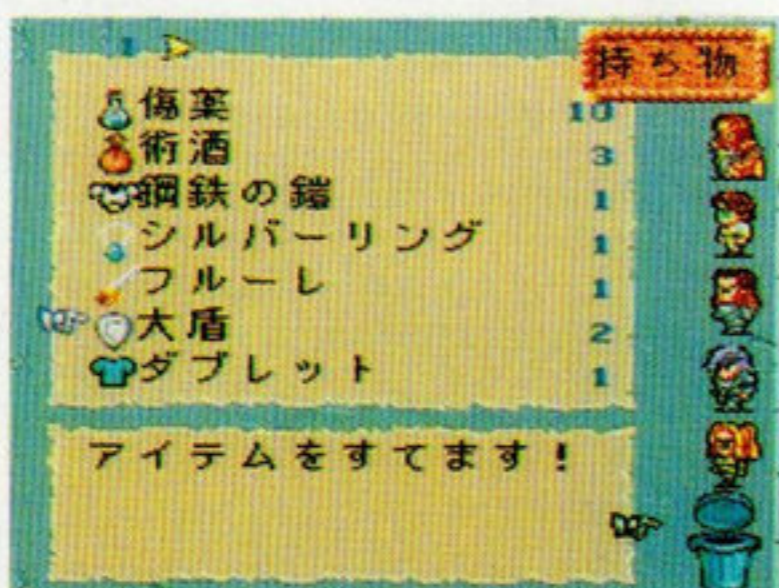 持ち物
1
傷薬 10
術酒 3
鋼鉄の鎧 1
シルバーリング 1
フルーレ 1
大盾 2
ダブレット 1
アイテムをすてます！